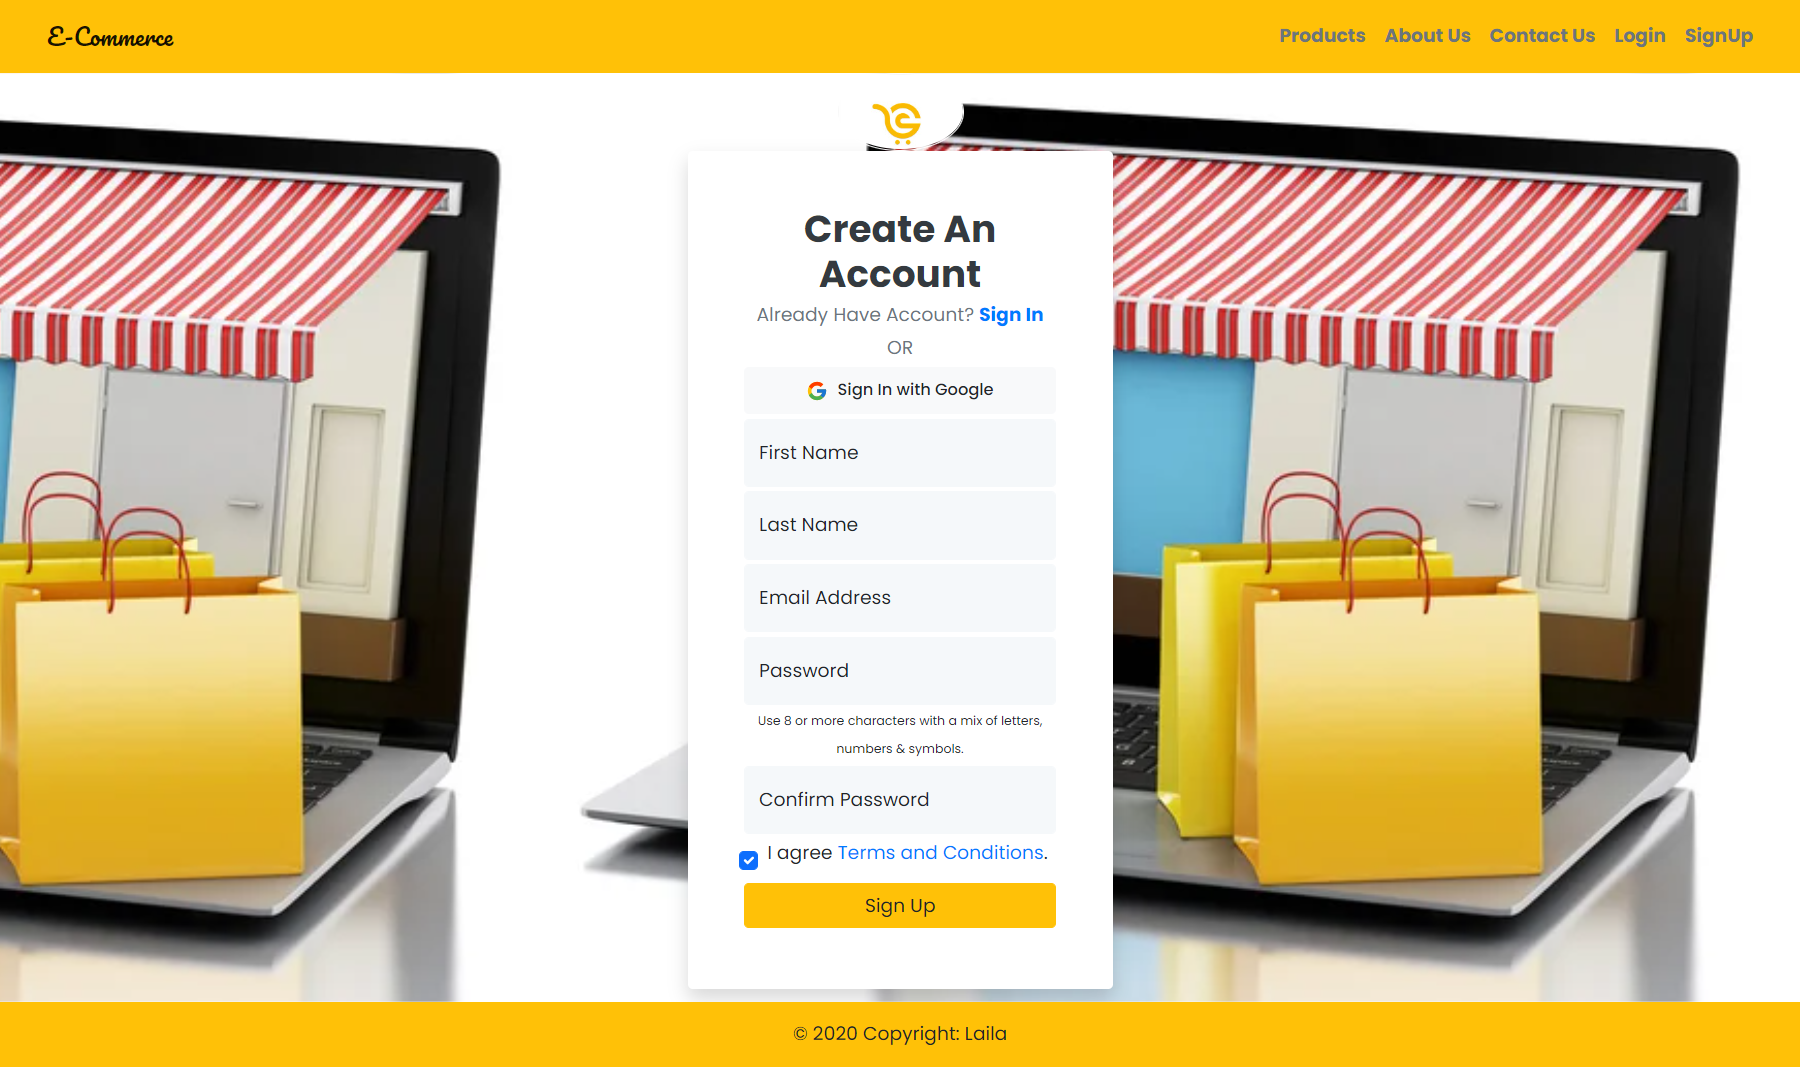 E-Commerce
Products About Us Contact Us Login SignUp
Create An
Account
Already Have Account? Sign In
OR
Sign In with Google
First Name
Last Name
Email Address
Password
Use 8 or more characters with a mix of letters,
numbers & symbols.
Confirm Password
I agree Terms and Conditions.
Sign Up
© 2020 Copyright: Laila